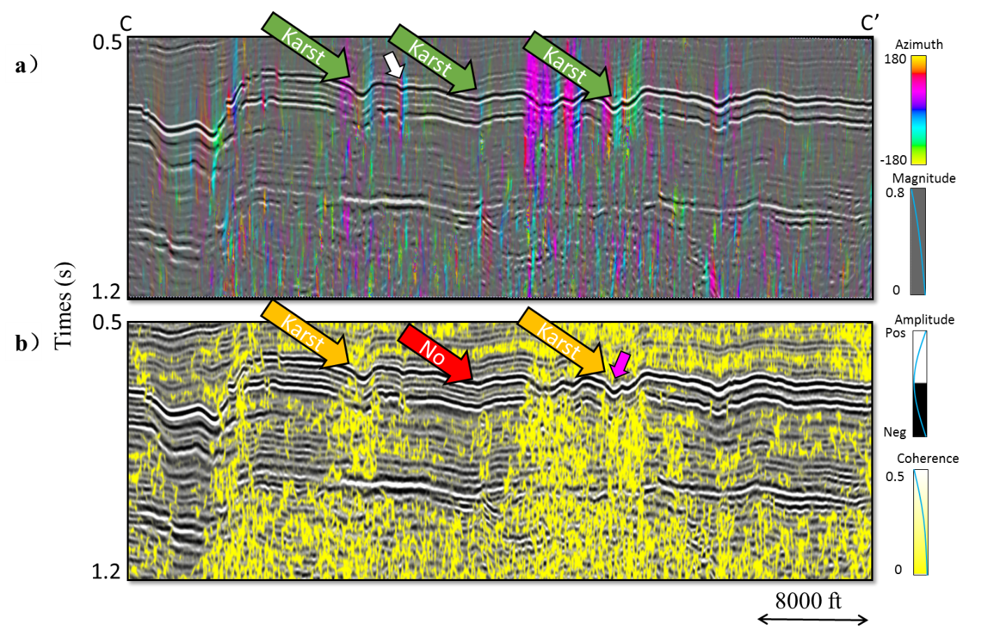 C
C’
0.5
a）
Karst
Karst
Karst
Azimuth
180
-180
Magnitude
0.8
0
1.2
Times (s)
0.5
b）
Karst
No
Karst
Amplitude
Pos
Neg
Coherence
0.5
0
1.2
8000 ft